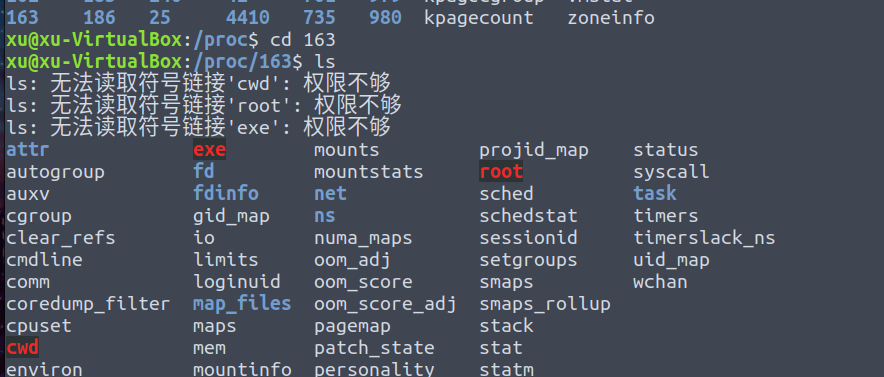 163 186 25 4410 735 980 kpagecount zoneinfo
xu@xu-VirtualBox:/proc$ cd 163
xu@xu-VirtualBox:/proc/163$ ls
ls: 无法读取符号链接'cwd': 权限不够
ls: 无法读取符号链接'root': 权限不够
ls: 无法读取符号链接'exe': 权限不够
attr exe mounts projid_map status
autogroup fd mountstats root syscall
auxv fdinfo net sched task
cgroup gid_map ns schedstat timers
clear_refs io numa_maps sessionid timerslack_ns
cmdline limits oom_adj setgroups uid_map
comm loginuid oom_score smaps wchan
coredump_filter map_files oom_score_adj smaps_rollup
cpuset maps pagemap stack
cwd mem patch_state stat
environ mountinfo personality statm